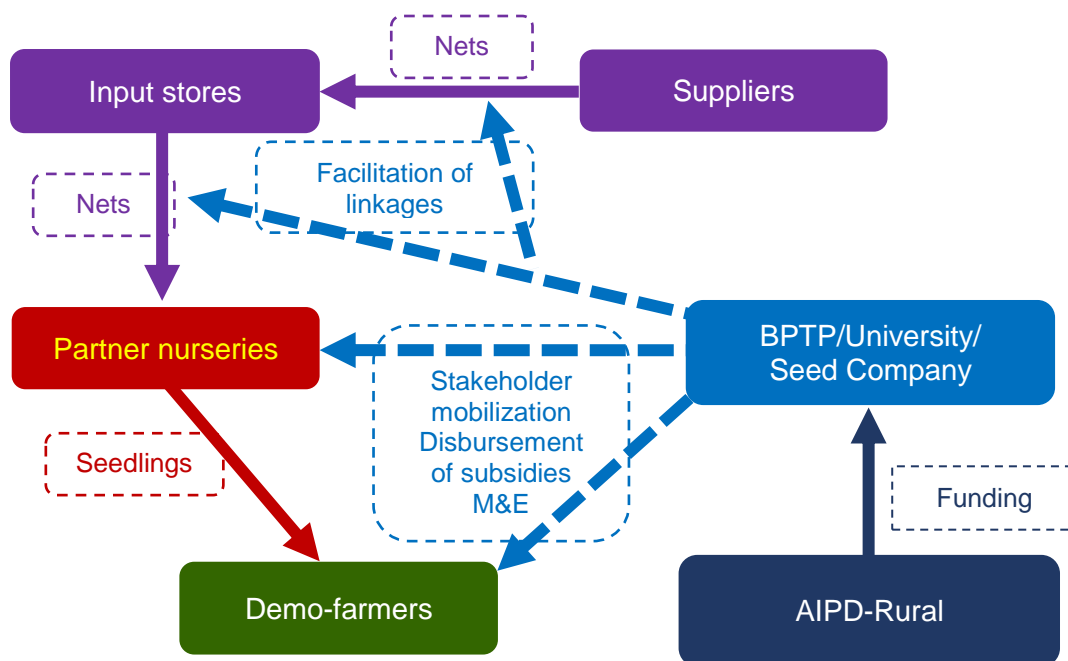 Nets
Input stores
Suppliers
Facilitation of
linkages
Nets
Partner nurseries
BPTP/University/
Seed Company
Stakeholder
mobilization
Disbursement
of subsidies
M&E
Seedlings
Funding
Demo-farmers
AIPD-Rural